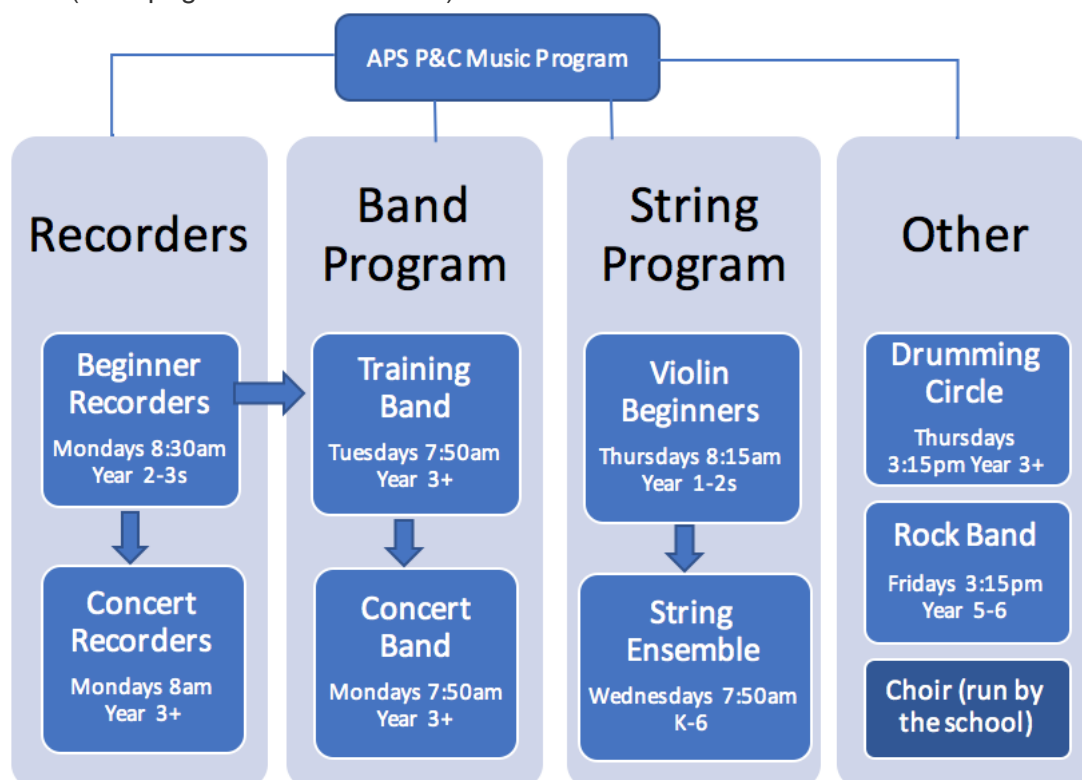 APS P&C Music Program
Recorders
Beginner
Recorders
Mondays 8:30am
Year 2-3s
Concert
Recorders
Mondays 8am
Year 3+
Band
Program
Training
Band
Tuesdays 7:50am
Year 3+
Concert
Band
Mondays 7:50am
Year 3+
String
Program
Violin
Beginners
Thursdays 8:15am
Year 1-2s
String
Ensemble
Wednesdays 7:50am
K-6
Other
Drumming
Circle
Thursdays
3:15pm Year 3+
Rock Band
Fridays 3:15pm
Year 5-6
Choir (run by
the school)